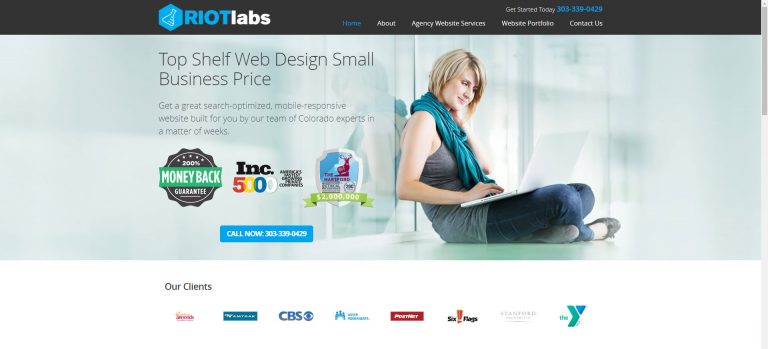 RIOTlabs
Get Started Today 303-339-0429
Home About Agency Website Services Website Portfolio Contact Us
Top Shelf Web Design Small
Business Price
Get a great search-optimized, mobile-responsive
website built for you by our team of Colorado experts in
a matter of weeks.
200%
MONEY BACK
GUARANTEE
Inc.
5000
AMERICA'S
FASTEST
GROWING
PRIVATE
COMPANIES
THE
HARTFORD
$2,000,000
CALL NOW: 303-339-0429
Our Clients
AMTRAK
CBS
POSTNET
Six Flags
STANFORD
the Y